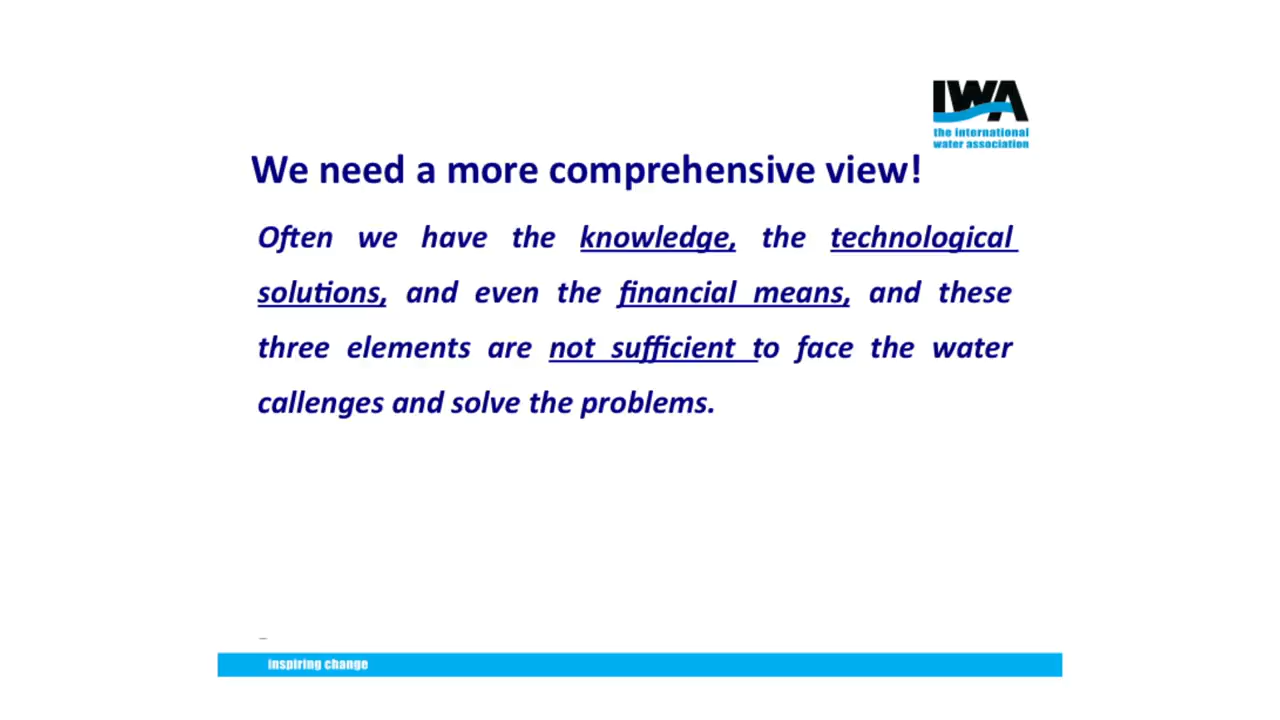 IWA
the international
water association
We need a more comprehensive view!
Often we have the knowledge, the technological
solutions, and even the financial means, and these
three elements are not sufficient to face the water
callenges and solve the problems.
inspiring change